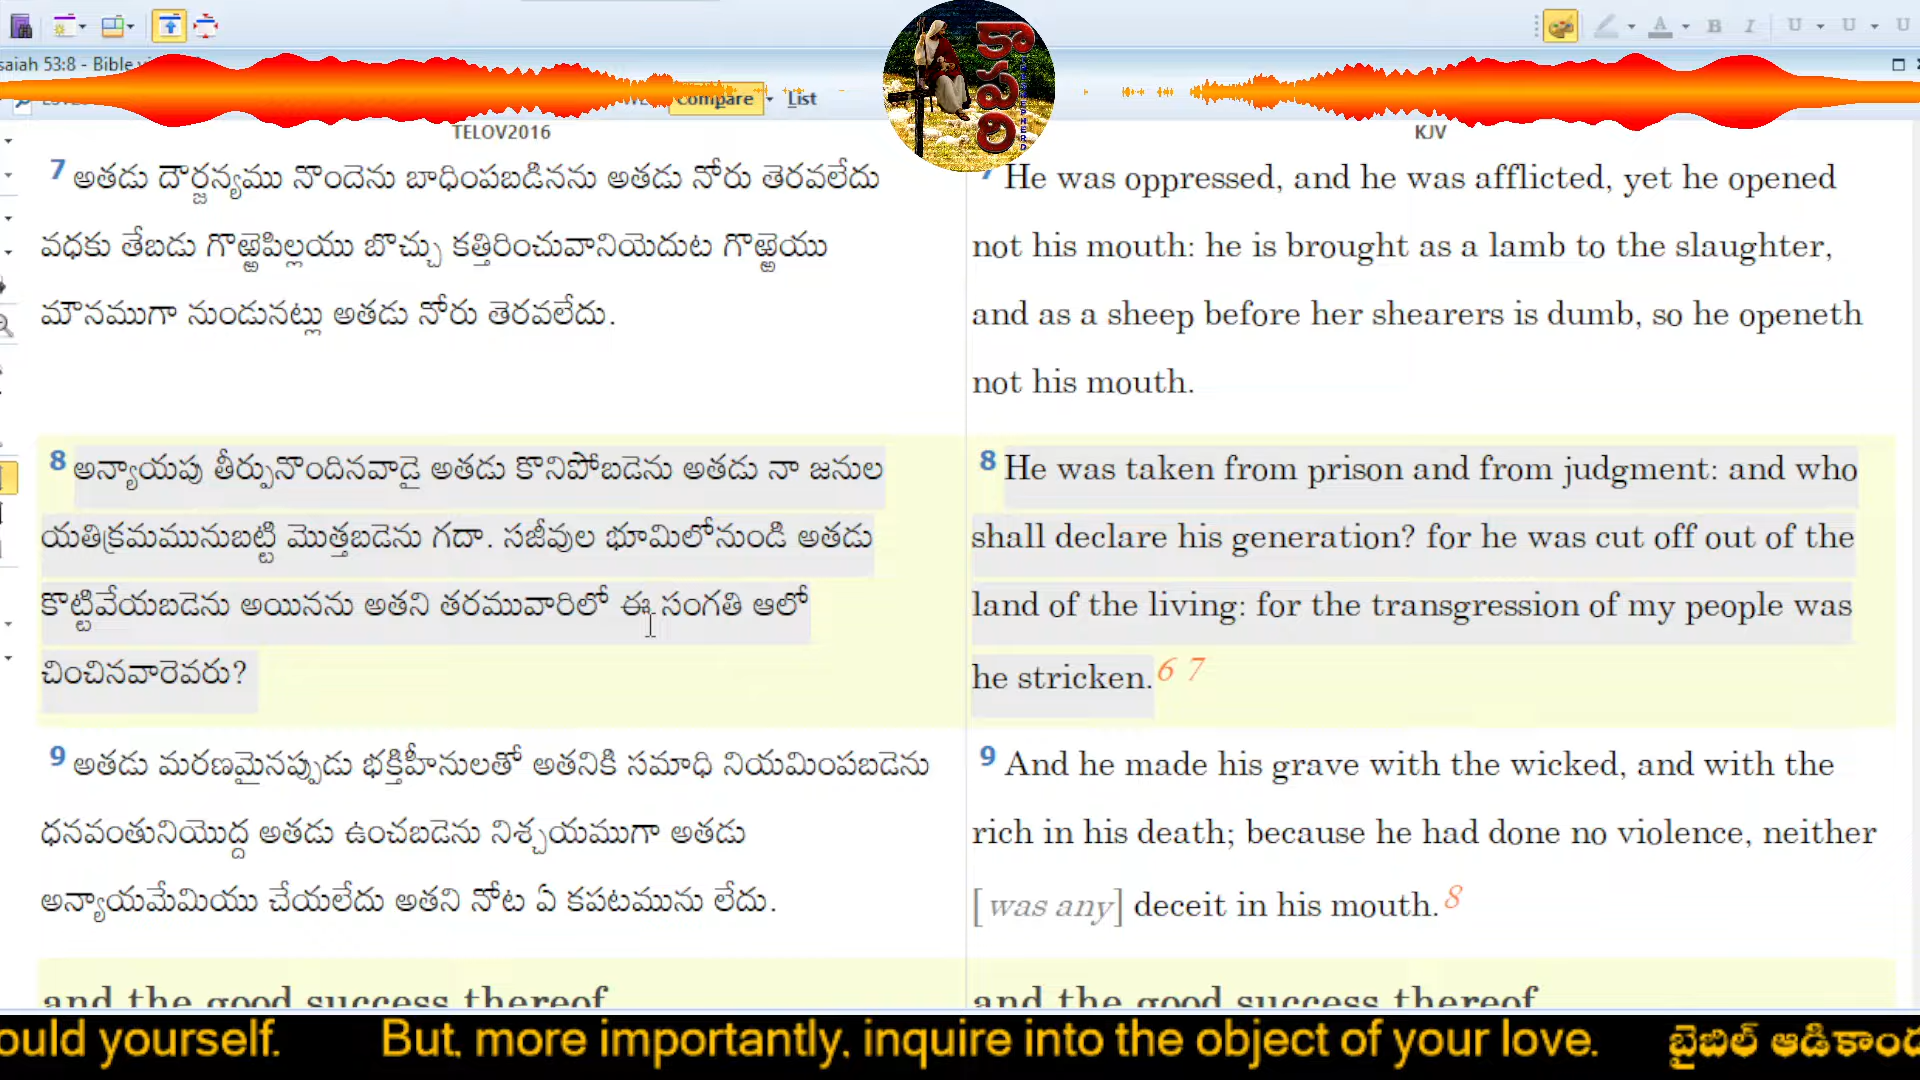 saiah 53:8 - Bible
Compare
List
కాపరి
TELOV2016
KJV
7 అతడు దౌర్జన్యము నొందెను బాధింపబడినను అతడు నోరు తెరవలేదు
వధకు తేబడు గొఱ్ఱెపిల్లయు బొచ్చు కత్తిరించువానియెదుట గొఱ్ఱెయు
మౌనముగా నుండునట్లు అతడు నోరు తెరవలేదు.
7 He was oppressed, and he was afflicted, yet he opened
not his mouth: he is brought as a lamb to the slaughter,
and as a sheep before her shearers is dumb, so he openeth
not his mouth.
8 అన్యాయపు తీర్పునొందినవాడై అతడు కొనిపోబడెను అతడు నా జనుల
యతిక్రమమునుబట్టి మొత్తబడెను గదా. సజీవుల భూమిలోనుండి అతడు
కొట్టివేయబడెను అయినను అతని తరమువారిలో ఈ సంగతి ఆలో
చించినవారెవరు?
8 He was taken from prison and from judgment: and who
shall declare his generation? for he was cut off out of the
land of the living: for the transgression of my people was
he stricken. 6 7
9 అతడు మరణమైనప్పుడు భక్తిహీనులతో అతనికి సమాధి నియమింపబడెను
ధనవంతునియొద్ద అతడు ఉంచబడెను నిశ్చయముగా అతడు
అన్యాయమేమియు చేయలేదు అతని నోట ఏ కపటమును లేదు.
9 And he made his grave with the wicked, and with the
rich in his death; because he had done no violence, neither
[was any] deceit in his mouth. 8
and the good success thereof
and the good success thereof
ould yourself. But, more importantly, inquire into the object of your love. బైబిల్ ఆదికాండ